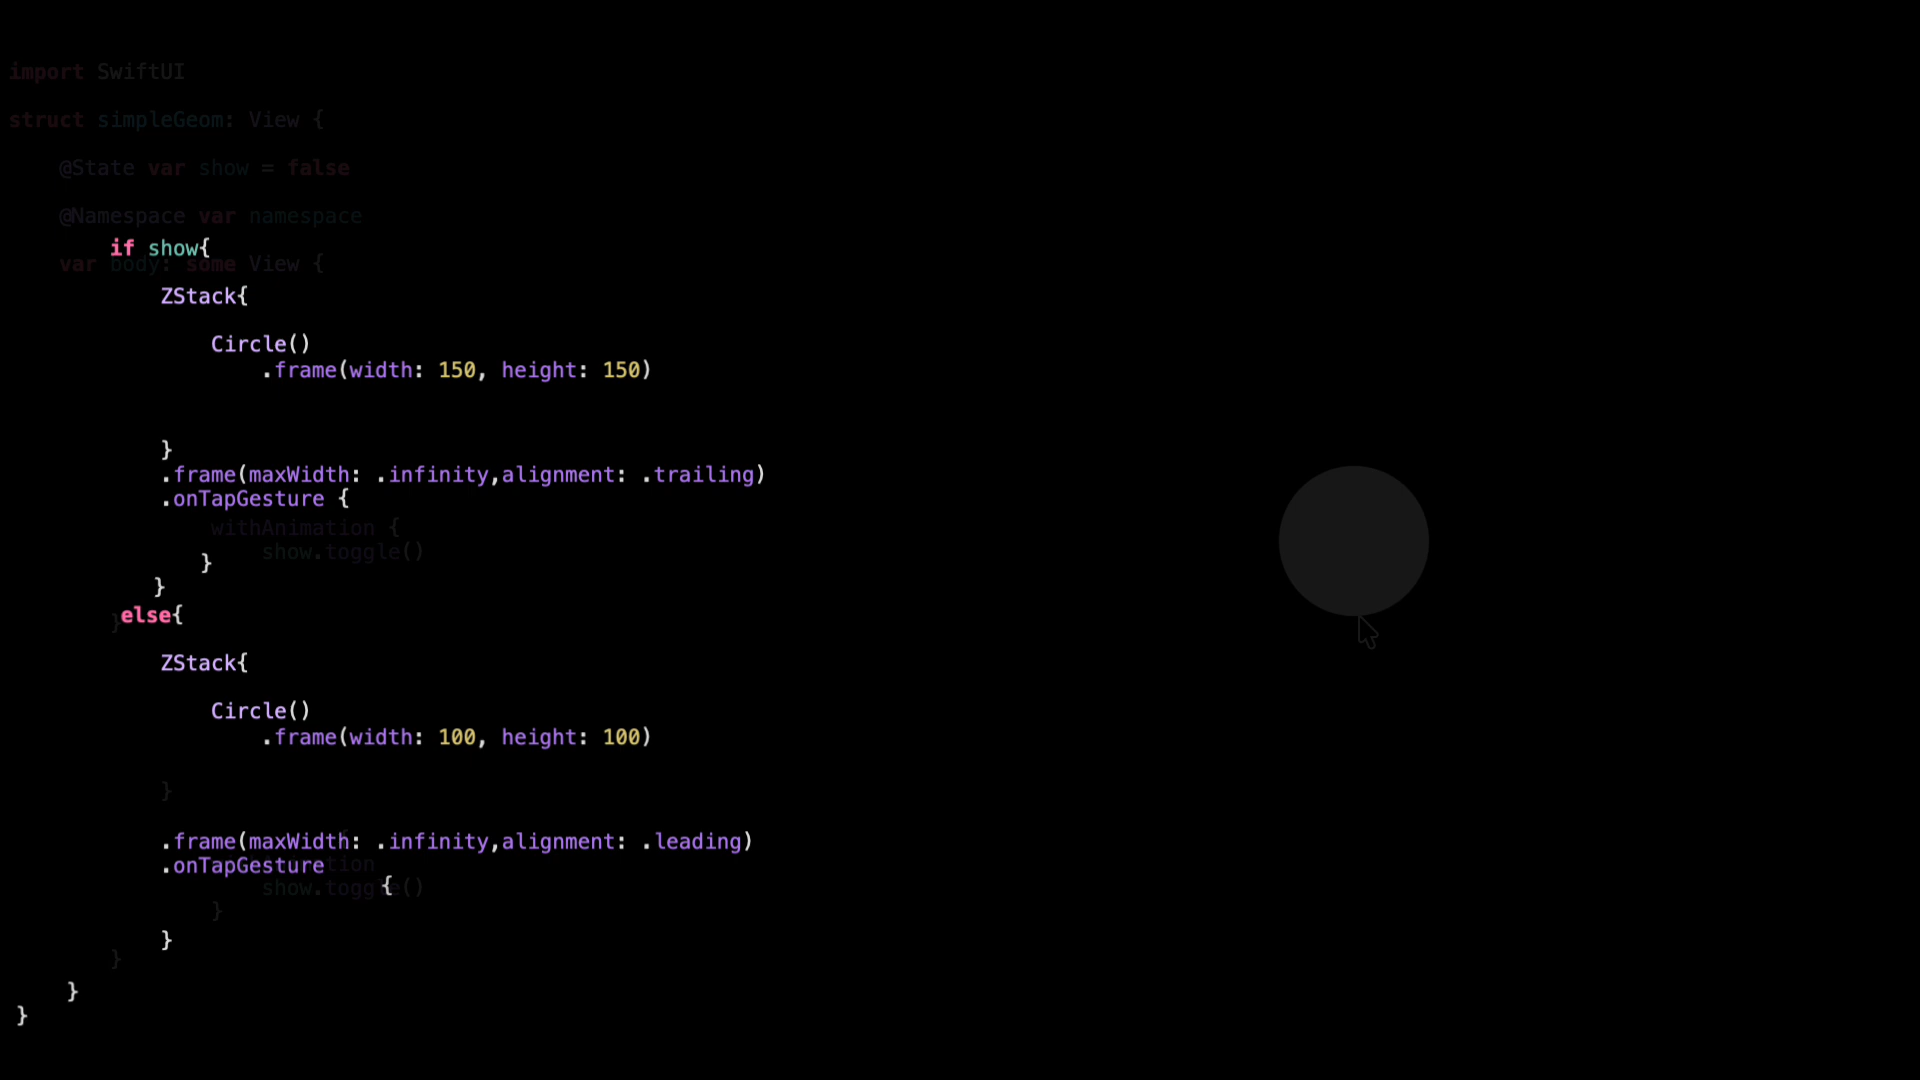 import SwiftUI
struct simpleGeom: View {
@State var show = false
@Namespace var namespace
if show{
var body: some View {
ZStack{
Circle()
.frame(width: 150, height: 150)
}
.frame(maxWidth: .infinity,alignment: .trailing)
.onTapGesture {
withAnimation {
show.toggle()
}
}
}
else{
ZStack{
Circle()
.frame(width: 100, height: 100)
}
.frame(maxWidth: .infinity,alignment: .leading)
.onTapGesture
{
show.toggle()
}
}
}
}
}